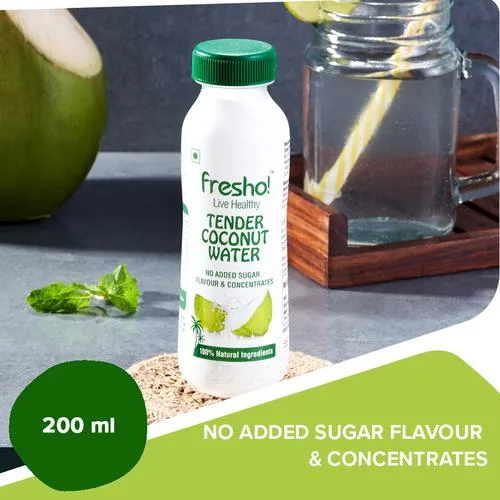 fresho!™
Live Healthy
TENDER
COCONUT
WATER
NO ADDED SUGAR,
FLAVOUR & CONCENTRATES
100% Natural Ingredients
200 ml
NO ADDED SUGAR FLAVOUR
& CONCENTRATES